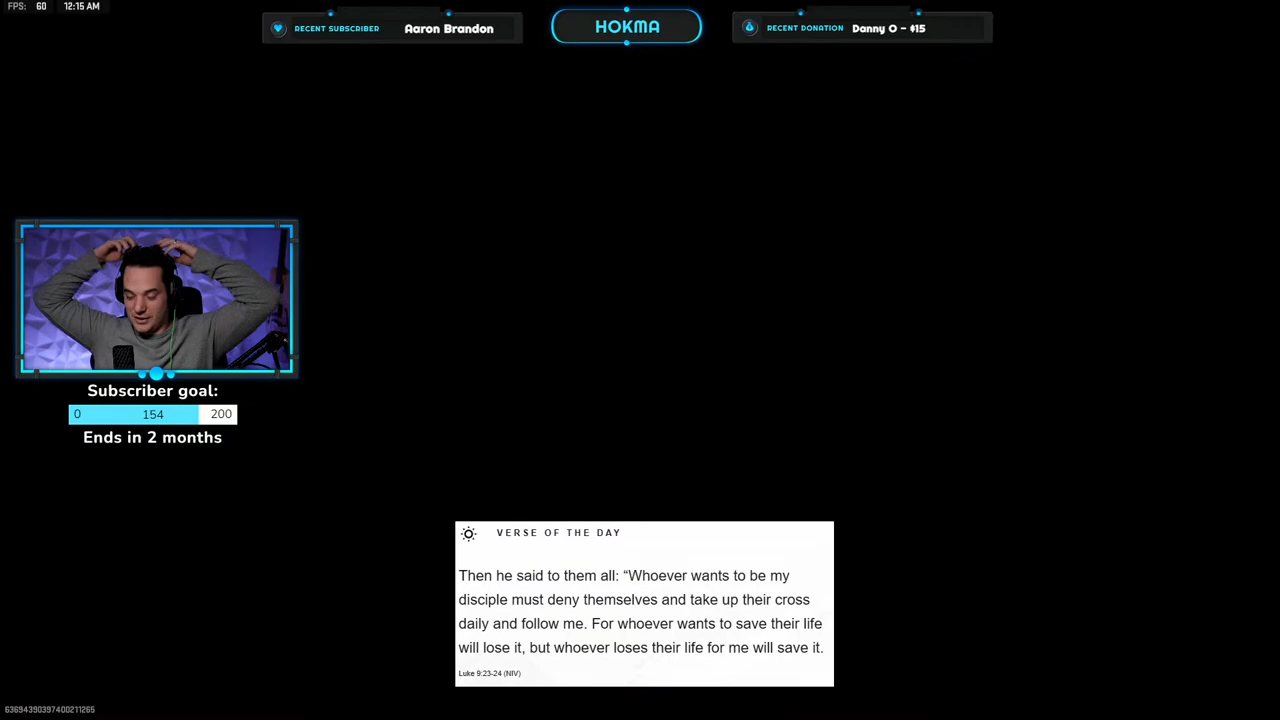 FPS: 60 12:15 AM
RECENT SUBSCRIBER Aaron Brandon
HOKMA
RECENT DONATION Danny O - $15
Subscriber goal:
0 154 200
Ends in 2 months
VERSE OF THE DAY
Then he said to them all: “Whoever wants to be my
disciple must deny themselves and take up their cross
daily and follow me. For whoever wants to save their life
will lose it, but whoever loses their life for me will save it.
Luke 9:23-24 (NIV)
63694390397400211265